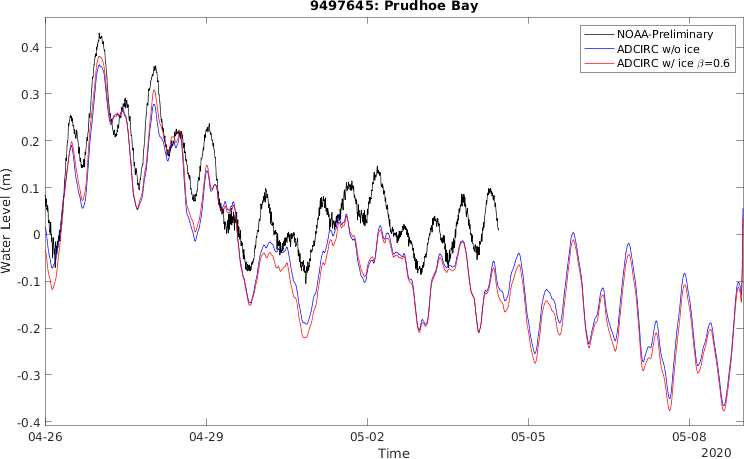 9497645: Prudhoe Bay
NOAA-Preliminary
ADCIRC w/o ice
ADCIRC w/ ice β=0.6
Water Level (m)
0.4
0.3
0.2
0.1
0
-0.1
-0.2
-0.3
-0.4
04-26
04-29
05-02
05-05
05-08
Time
2020